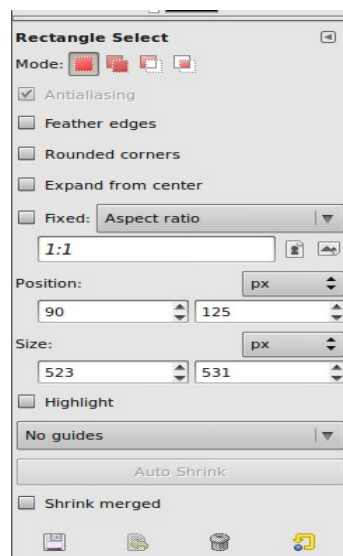 Rectangle Select
Mode:
Antialiasing
Feather edges
Rounded corners
Expand from center
Fixed: Aspect ratio
1:1
Position: px
90 125
Size: px
523 531
Highlight
No guides
Auto Shrink
Shrink merged